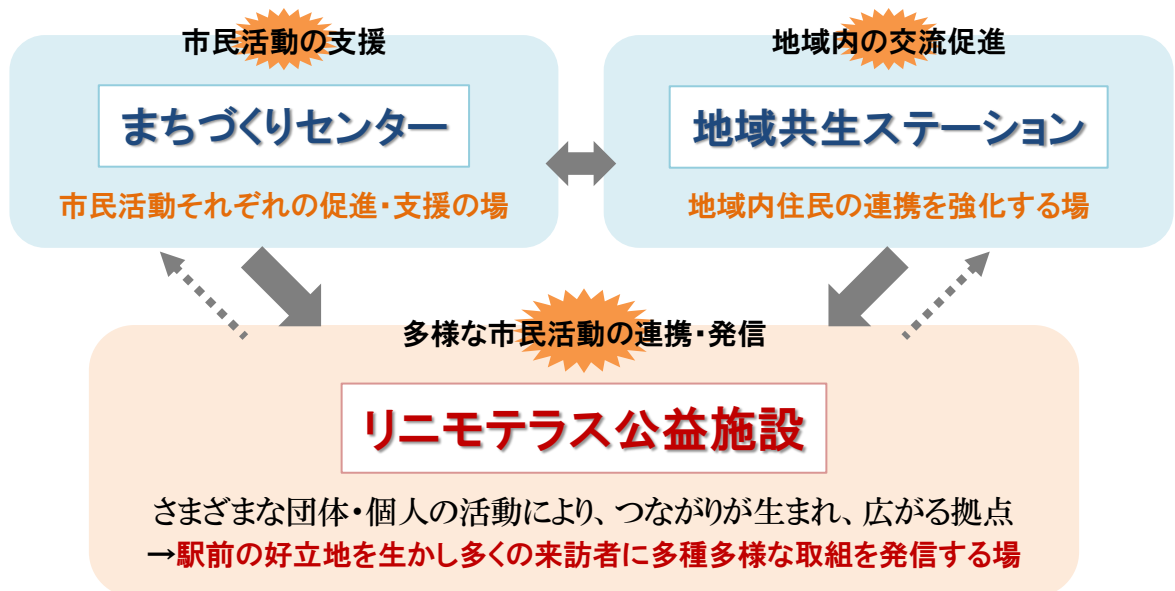 市民活動の支援
まちづくりセンター
市民活動それぞれの促進・支援の場
地域内の交流促進
地域共生ステーション
地域内住民の連携を強化する場
多様な市民活動の連携・発信
リニモテラス公益施設
さまざまな団体・個人の活動により、つながりが生まれ、広がる拠点
→駅前の好立地を生かし多くの来訪者に多種多様な取組を発信する場